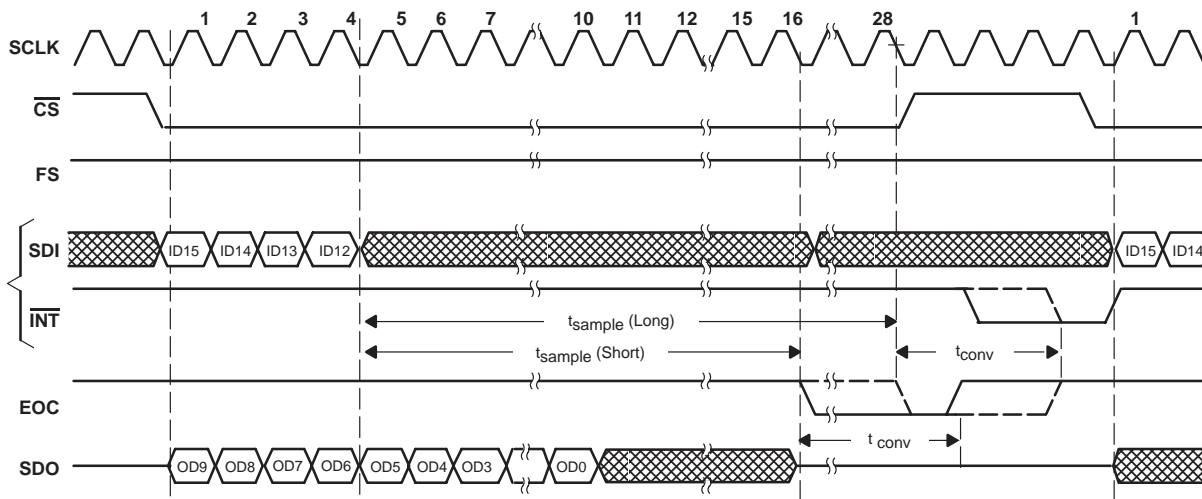 1 2 3 4 5 6 7 10 11 12 15 16 28 1
SCLK
CS
FS
SDI ID15 ID14 ID13 ID12 ID15 ID14
INT
tsample (Long)
tsample (Short) tconv
EOC
t conv
SDO OD9 OD8 OD7 OD6 OD5 OD4 OD3 OD0